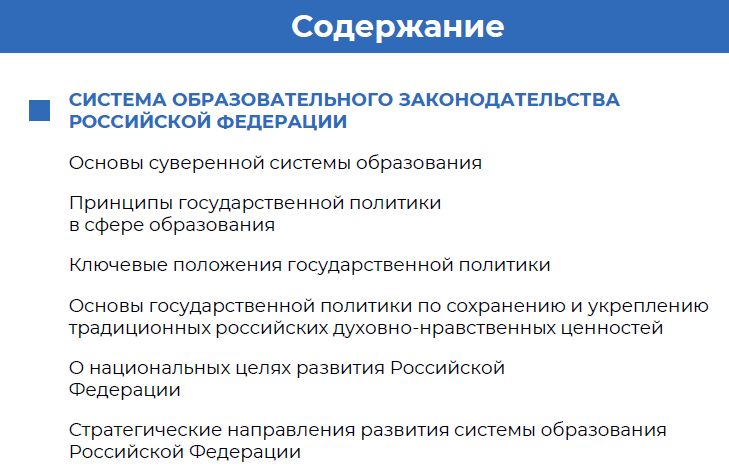 Содержание
СИСТЕМА ОБРАЗОВАТЕЛЬНОГО ЗАКОНОДАТЕЛЬСТВА
РОССИЙСКОЙ ФЕДЕРАЦИИ
Основы суверенной системы образования
Принципы государственной политики
в сфере образования
Ключевые положения государственной политики
Основы государственной политики по сохранению и укреплению
традиционных российских духовно-нравственных ценностей
О национальных целях развития Российской
Федерации
Стратегические направления развития системы образования
Российской Федерации